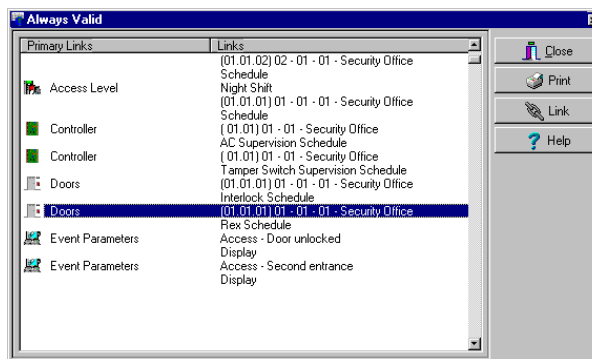 Always Valid
Primary Links Links
(01.01.02) 02 - 01 - 01 - Security Office
Schedule
Access Level Night Shift
(01.01.01) 01 - 01 - 01 - Security Office
Schedule
Controller ( 01.01) 01 - 01 - Security Office
AC Supervision Schedule
Controller ( 01.01) 01 - 01 - Security Office
Tamper Switch Supervision Schedule
Doors (01.01.01) 01 - 01 - 01 - Security Office
Interlock Schedule
Doors (01.01.01) 01 - 01 - 01 - Security Office
Rex Schedule
Event Parameters Access - Door unlocked
Display
Event Parameters Access - Second entrance
Display
Close
Print
Link
Help